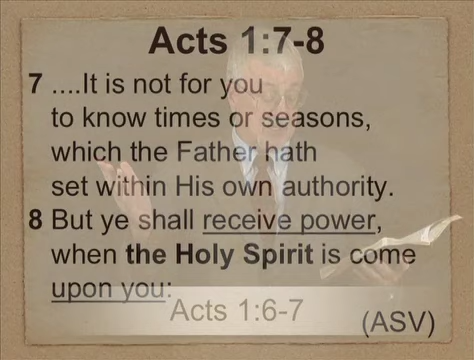 Acts 1:7-8
7 ....It is not for you
to know times or seasons,
which the Father hath
set within His own authority.
8 But ye shall receive power,
when the Holy Spirit is come
upon you:
Acts 1:6-7
(ASV)